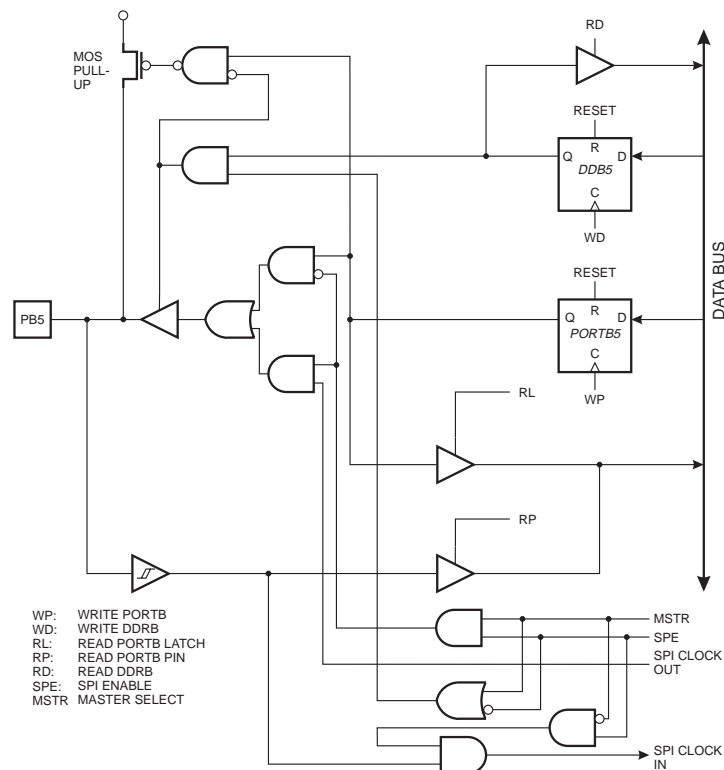 RD
MOS
PULL-
UP
RESET
R
Q
D
DDB5
C
WD
RESET
R
Q
D
PORTB5
C
WP
PB5
DATA BUS
RL
RP
WP: WRITE PORTB
WD: WRITE DDRB
RL: READ PORTB LATCH
RP: READ PORTB PIN
RD: READ DDRB
SPE: SPI ENABLE
MSTR MASTER SELECT
MSTR
SPE
SPI CLOCK
OUT
SPI CLOCK
IN